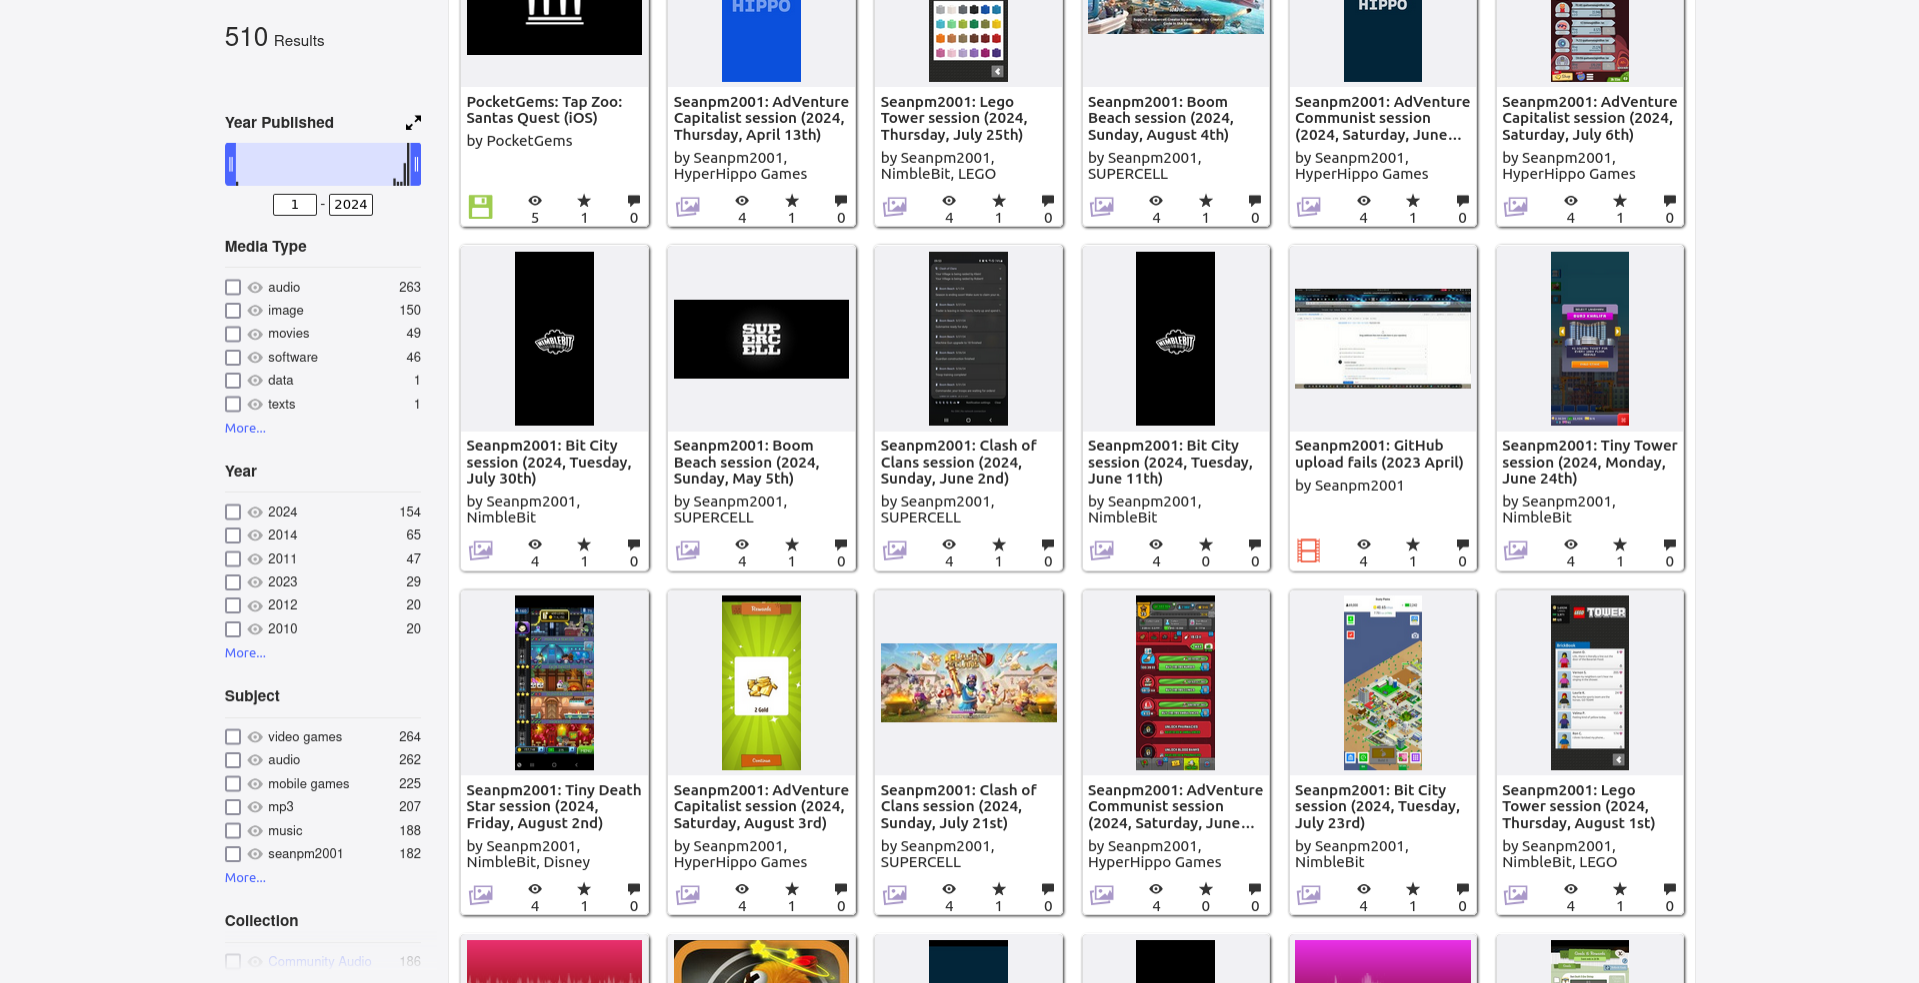 510 Results
Year Published
1 - 2024
Media Type
audio 263
image 150
movies 49
software 46
data 1
texts 1
More...
Year
2024 154
2014 65
2011 47
2023 29
2012 20
2010 20
More...
Subject
video games 264
audio 262
mobile games 225
mp3 207
music 188
seanpm2001 182
More...
Collection
Community Audio 186
HIPPO
HIPPO
PocketGems: Tap Zoo:
Santas Quest (iOS)
by PocketGems
5 1 0
Seanpm2001: AdVenture
Capitalist session (2024,
Thursday, April 13th)
by Seanpm2001,
HyperHippo Games
4 1 0
Seanpm2001: Lego
Tower session (2024,
Thursday, July 25th)
by Seanpm2001,
NimbleBit, LEGO
4 1 0
Seanpm2001: Boom
Beach session (2024,
Sunday, August 4th)
by Seanpm2001,
SUPERCELL
4 1 0
Seanpm2001: AdVenture
Communist session
(2024, Saturday, June...
by Seanpm2001,
HyperHippo Games
4 1 0
Seanpm2001: AdVenture
Capitalist session (2024,
Saturday, July 6th)
by Seanpm2001,
HyperHippo Games
4 1 0
NIMBLEBIT
Seanpm2001: Bit City
session (2024, Tuesday,
July 30th)
by Seanpm2001,
NimbleBit
4 1 0
SUP
ERC
ELL
Seanpm2001: Boom
Beach session (2024,
Sunday, May 5th)
by Seanpm2001,
SUPERCELL
4 1 0
Seanpm2001: Clash of
Clans session (2024,
Sunday, June 2nd)
by Seanpm2001,
SUPERCELL
4 1 0
NIMBLEBIT
Seanpm2001: Bit City
session (2024, Tuesday,
June 11th)
by Seanpm2001,
NimbleBit
4 0 0
Seanpm2001: GitHub
upload fails (2023 April)
by Seanpm2001
4 1 0
Seanpm2001: Tiny Tower
session (2024, Monday,
June 24th)
by Seanpm2001,
NimbleBit
4 1 0
Seanpm2001: Tiny Death
Star session (2024,
Friday, August 2nd)
by Seanpm2001,
NimbleBit, Disney
4 1 0
Rewards
2 Gold
Continue
Seanpm2001: AdVenture
Capitalist session (2024,
Saturday, August 3rd)
by Seanpm2001,
HyperHippo Games
4 1 0
Seanpm2001: Clash of
Clans session (2024,
Sunday, July 21st)
by Seanpm2001,
SUPERCELL
4 1 0
Seanpm2001: AdVenture
Communist session
(2024, Saturday, June...
by Seanpm2001,
HyperHippo Games
4 0 0
Seanpm2001: Bit City
session (2024, Tuesday,
July 23rd)
by Seanpm2001,
NimbleBit
4 1 0
LEGO TOWER
Seanpm2001: Lego
Tower session (2024,
Thursday, August 1st)
by Seanpm2001,
NimbleBit, LEGO
4 1 0